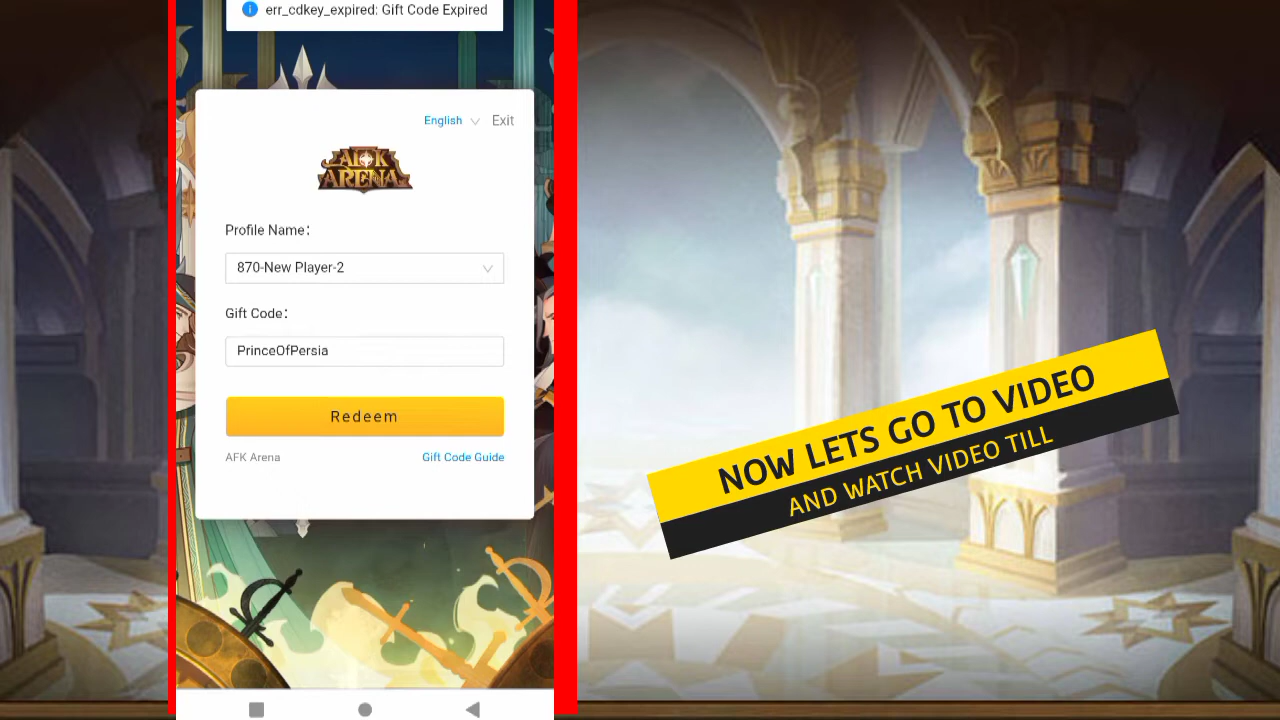 err_cdkey_expired: Gift Code Expired
English
Exit
AFK
ARENA
Profile Name:
870-New Player-2
Gift Code:
PrinceOfPersia
Redeem
AFK Arena
Gift Code Guide
NOW LETS GO TO VIDEO
AND WATCH VIDEO TILL